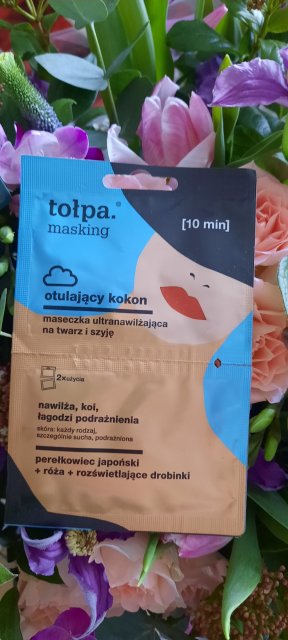 tołpa.®
masking
[10 min]
otulający kokon
maseczka ultranawilżająca
na twarz i szyję
2xużycia
nawilża, koi,
łagodzi podrażnienia
skóra: każdy rodzaj,
szczególnie sucha, podrażniona
perełkowiec japoński
+ róża + rozświetlające drobinki